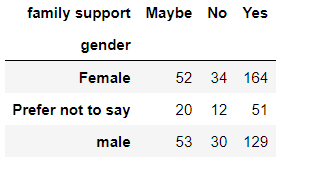 family support Maybe No Yes
gender
Female 52 34 164
Prefer not to say 20 12 51
male 53 30 129